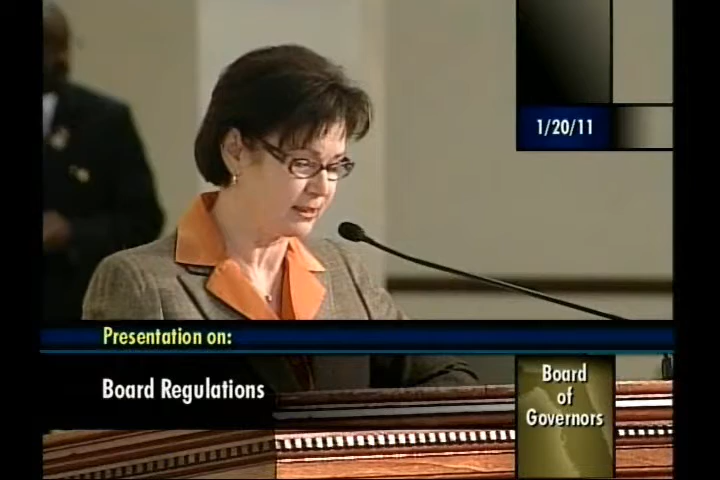 1/20/11
Presentation on:
Board Regulations
Board
of
Governors